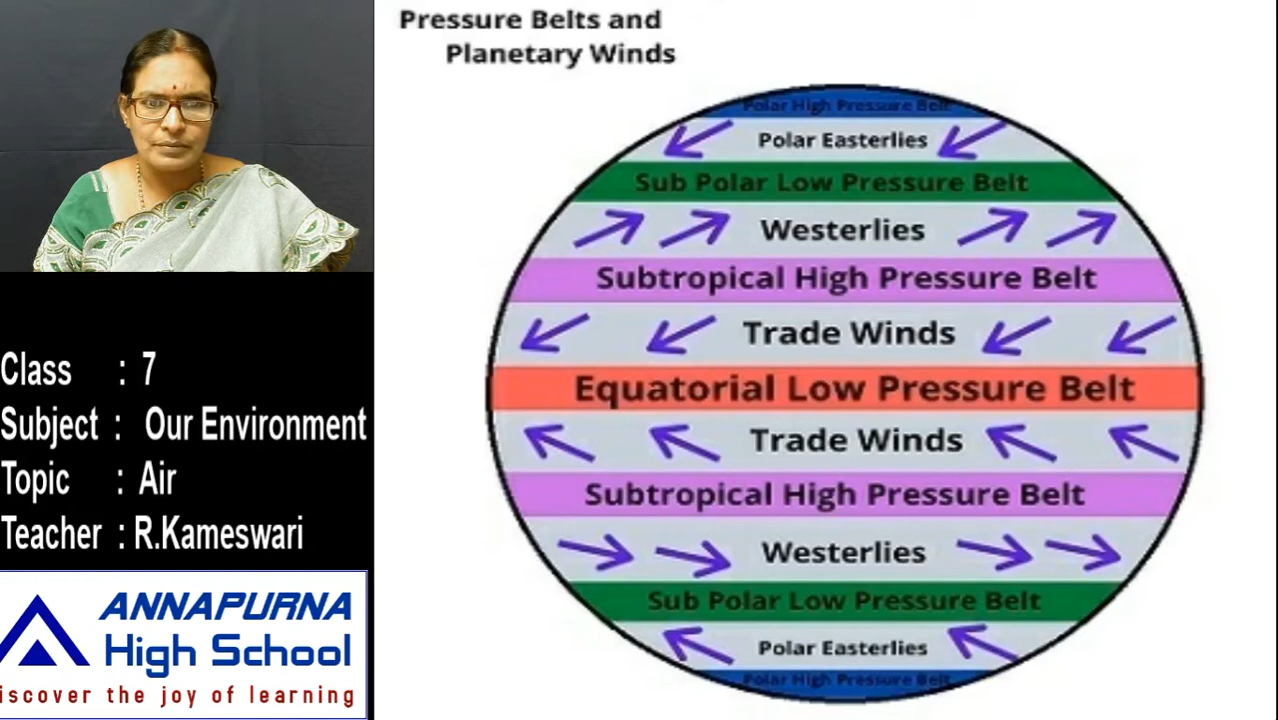 Pressure Belts and
Planetary Winds
Polar High Pressure Belt
Polar Easterlies
Sub Polar Low Pressure Belt
Westerlies
Subtropical High Pressure Belt
Trade Winds
Equatorial Low Pressure Belt
Trade Winds
Subtropical High Pressure Belt
Westerlies
Sub Polar Low Pressure Belt
Polar Easterlies
Polar High Pressure Belt
Class : 7
Subject : Our Environment
Topic : Air
Teacher : R.Kameswari
ANNAPURNA
High School
iscover the joy of learning